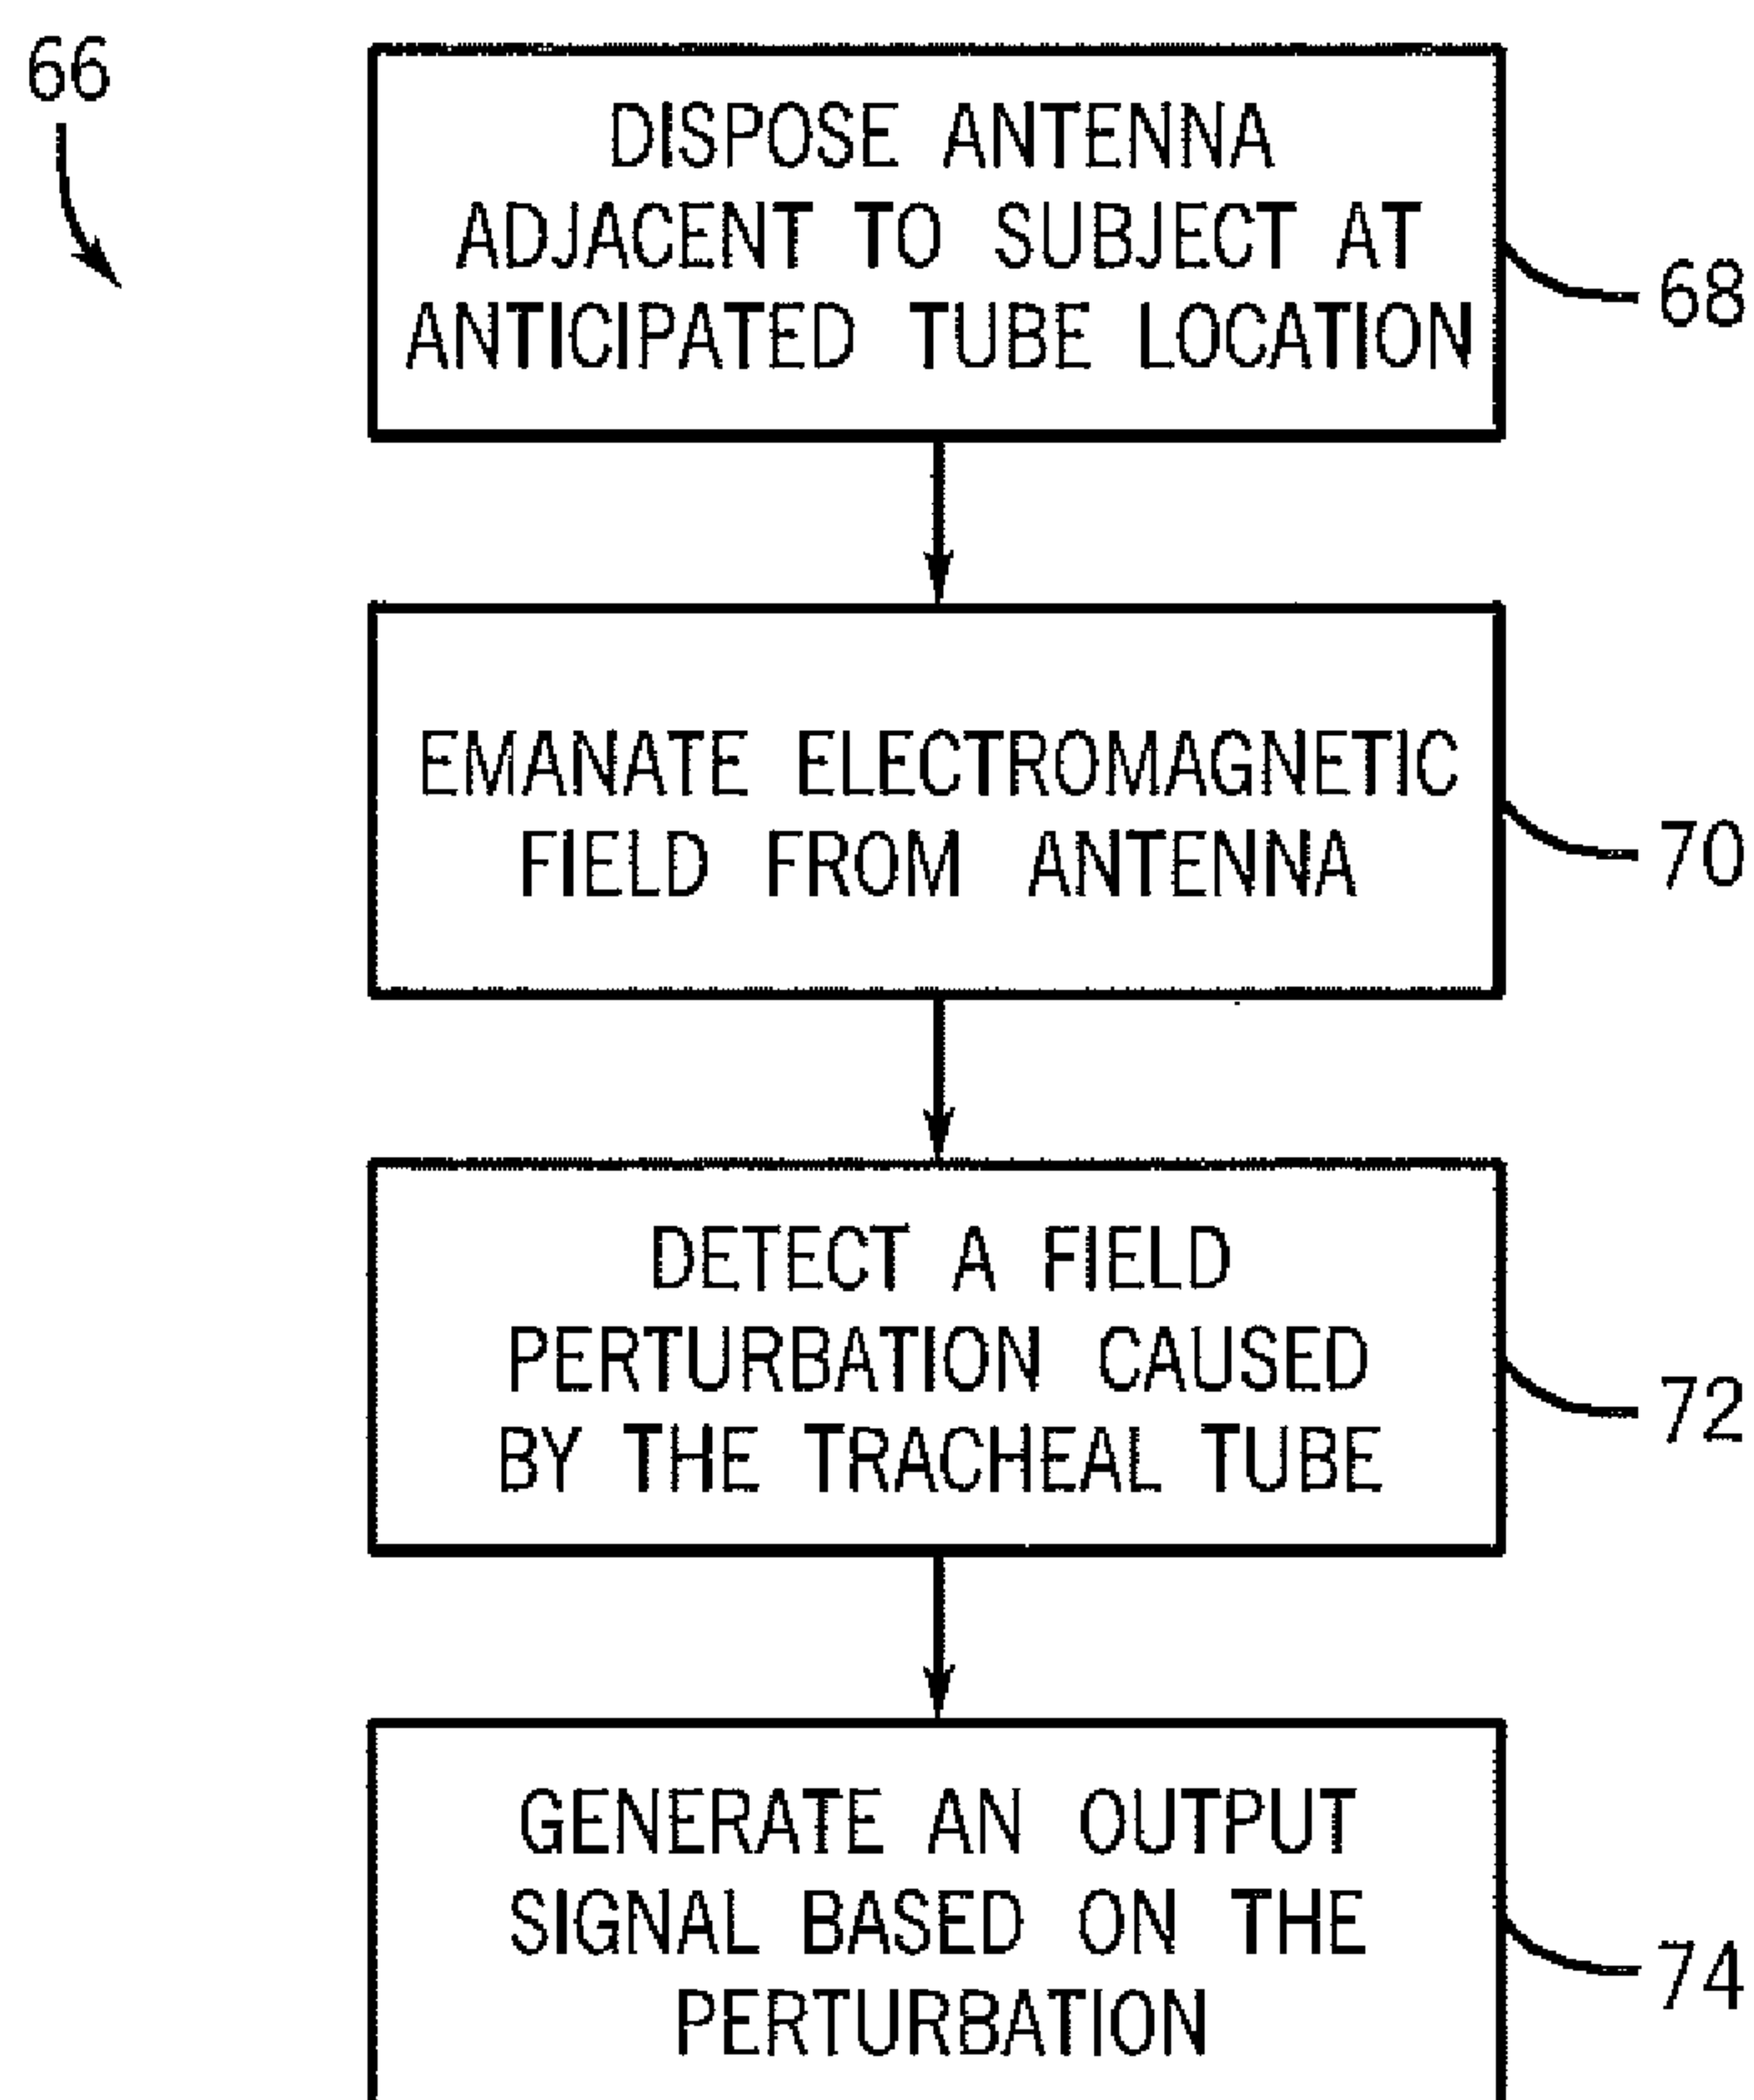 66
DISPOSE ANTENNA
ADJACENT TO SUBJECT AT
ANTICIPATED TUBE LOCATION
68
EMANATE ELECTROMAGNETIC
FIELD FROM ANTENNA
70
DETECT A FIELD
PERTURBATION CAUSED
BY THE TRACHEAL TUBE
72
GENERATE AN OUTPUT
SIGNAL BASED ON THE
PERTURBATION
74